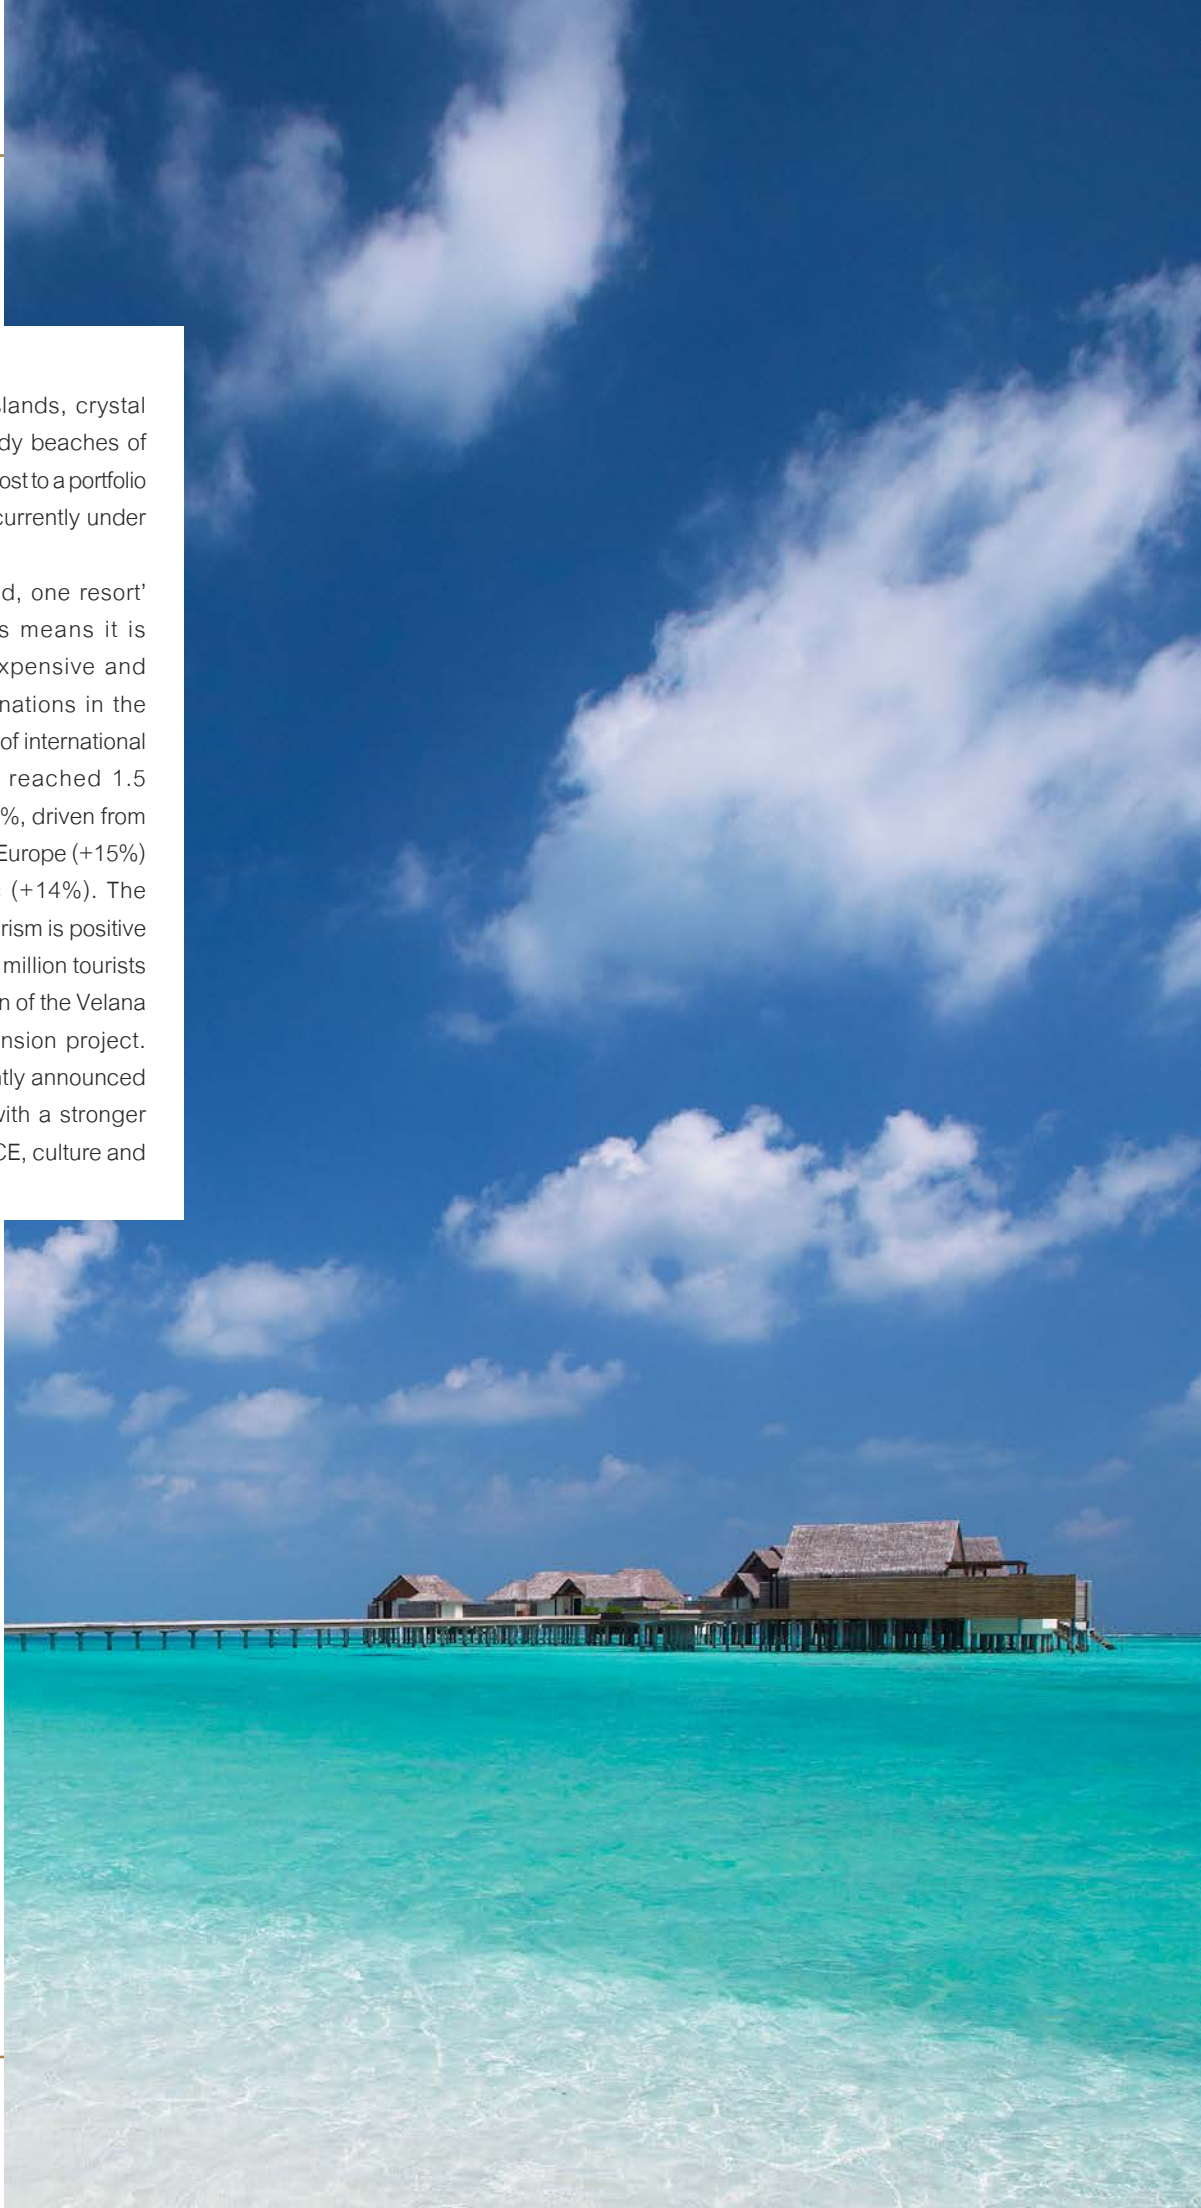 slands, crystal
dy beaches of
ost to a portfolio
currently under
d, one resort’
s means it is
xpensive and
nations in the
of international
reached 1.5
%, driven from
Europe (+15%)
(+14%). The
rism is positive
million tourists
n of the Velana
nsion project.
tly announced
with a stronger
CE, culture and